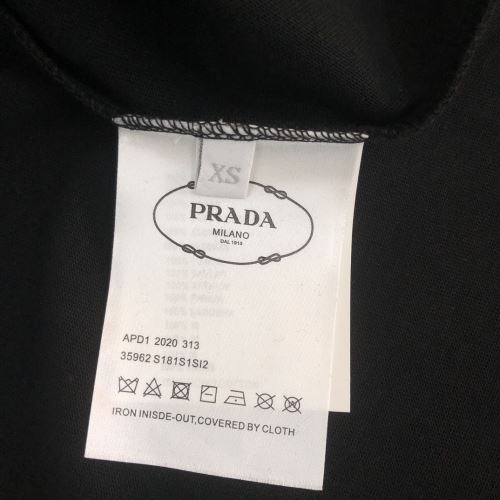 XS
PRADA
MILANO
DAL 1913
APD1 2020 313
35962 S181S1SI2
IRON INISDE-OUT,COVERED BY CLOTH